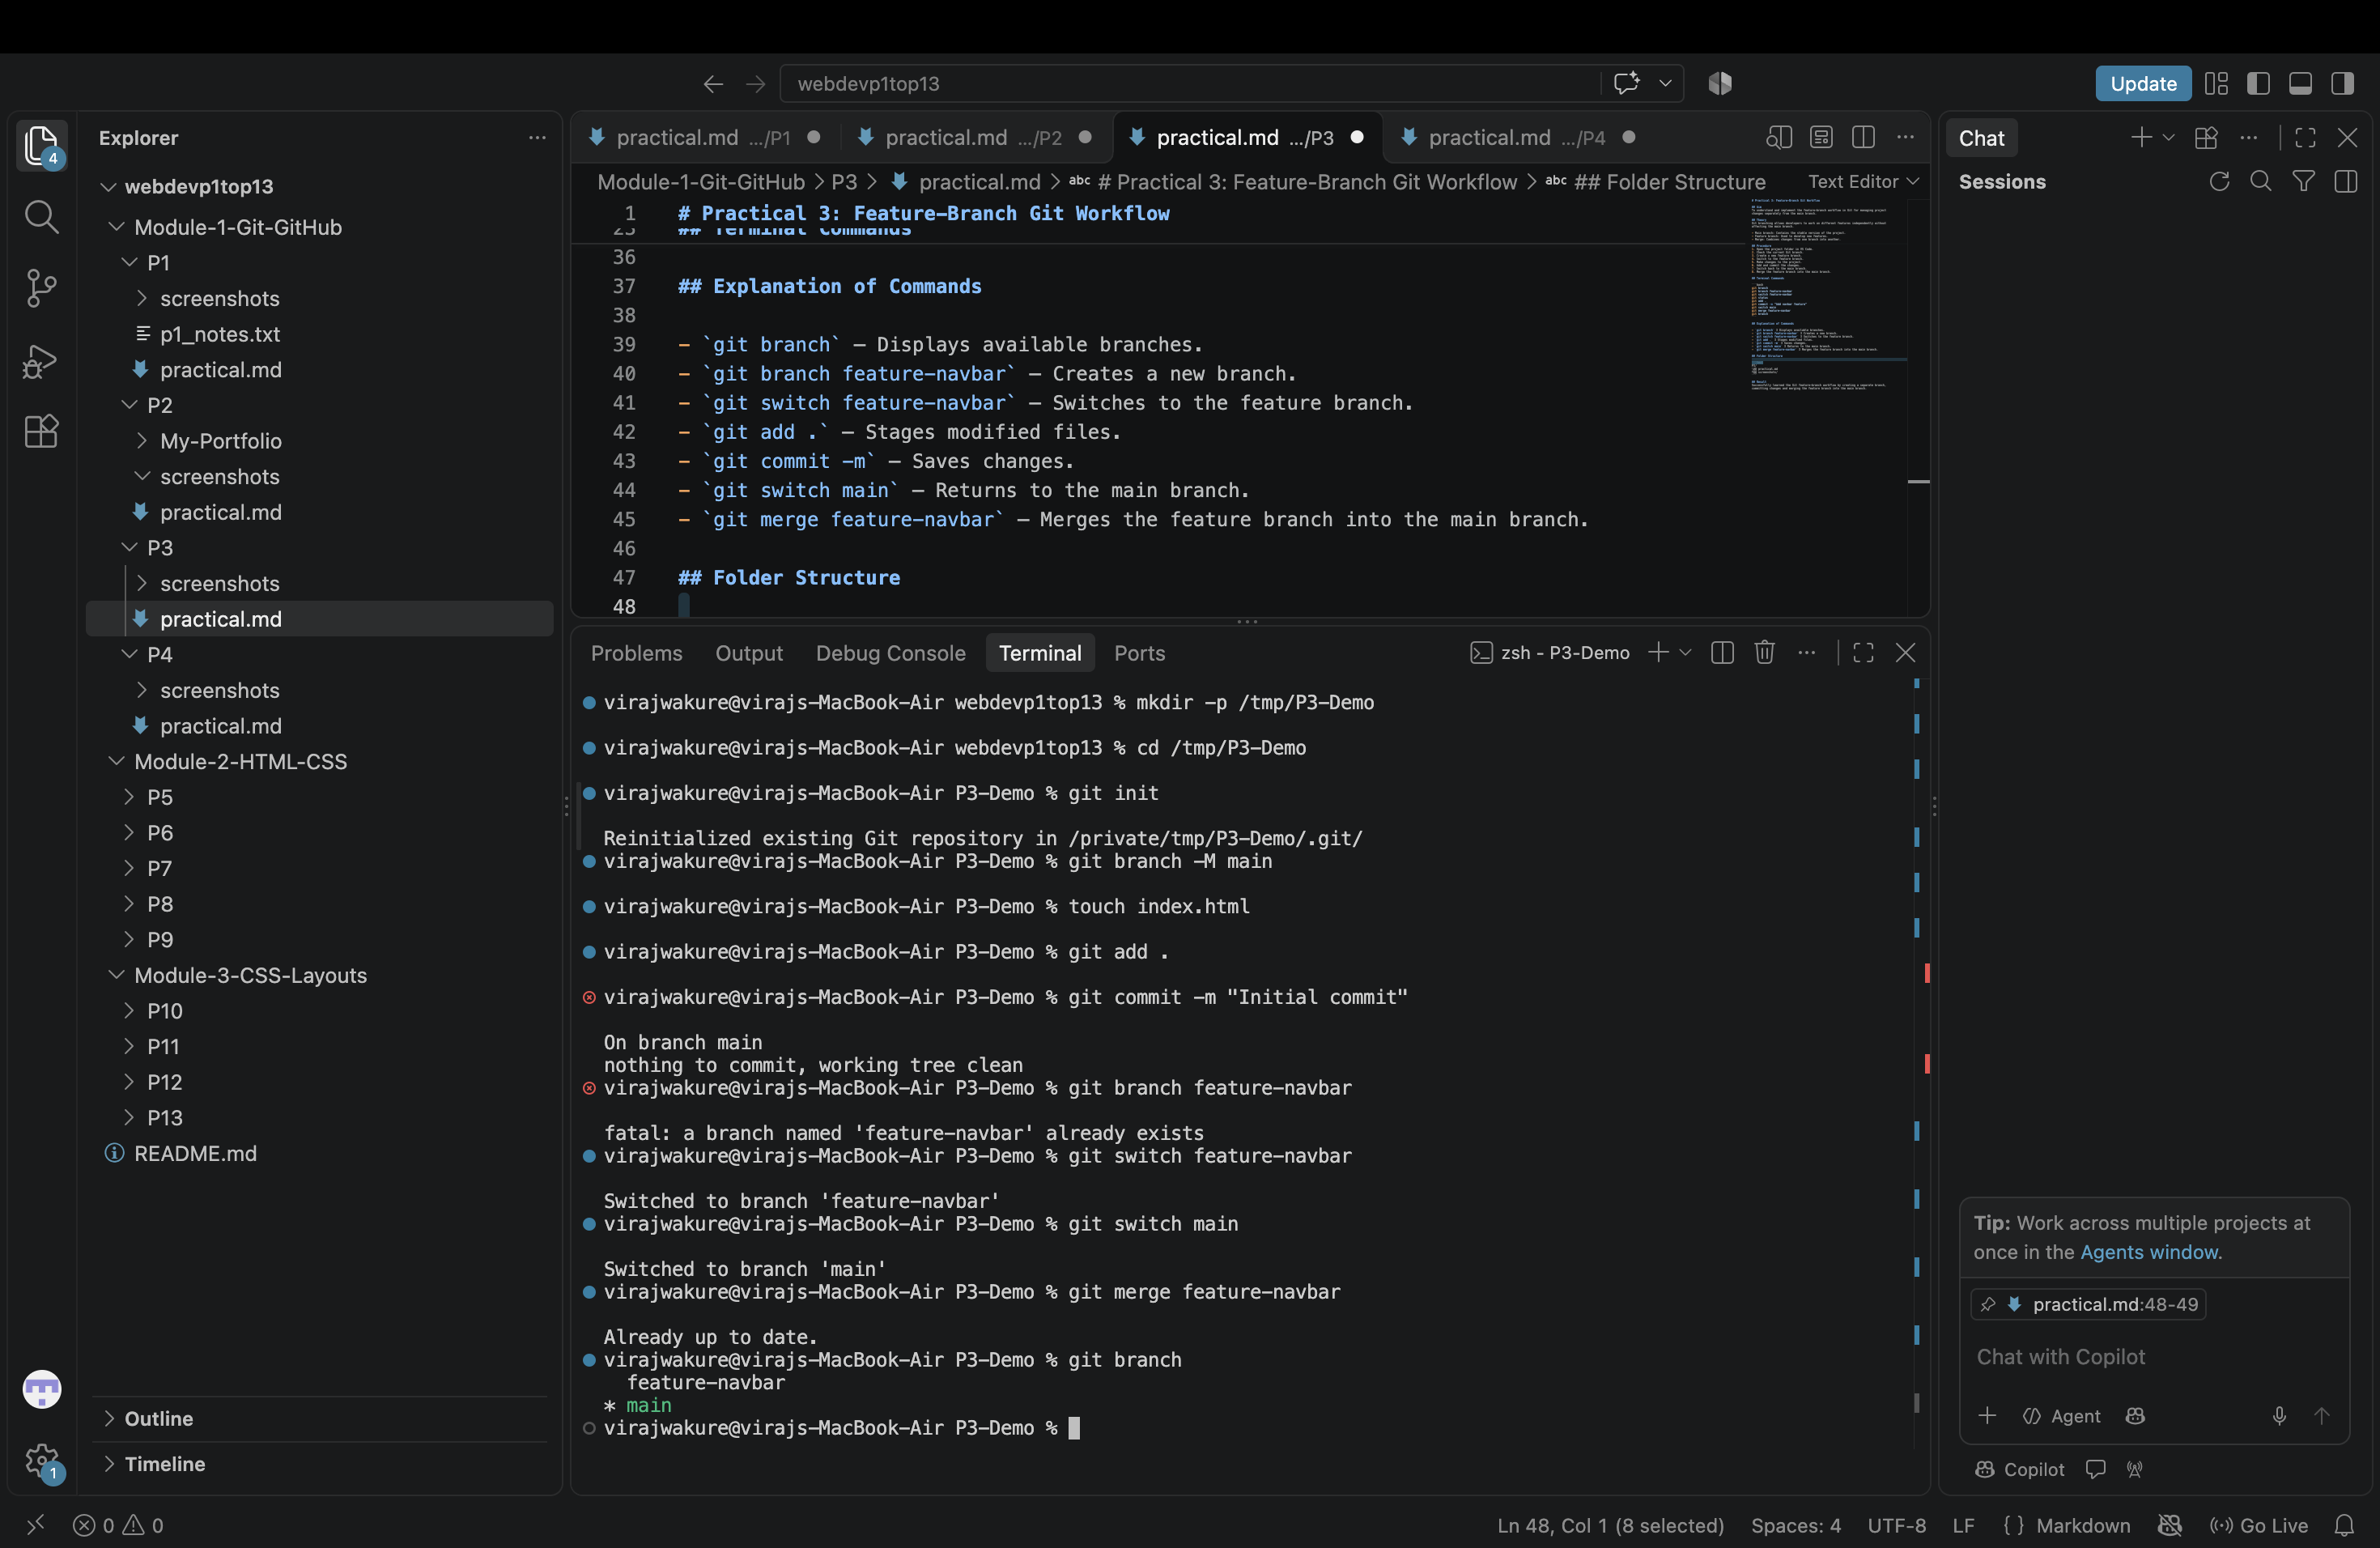 webdevp1top13
Update
Explorer
4
webdevp1top13
Module-1-Git-GitHub
P1
screenshots
p1_notes.txt
practical.md
P2
My-Portfolio
screenshots
practical.md
P3
screenshots
practical.md
P4
screenshots
practical.md
Module-2-HTML-CSS
P5
P6
P7
P8
P9
Module-3-CSS-Layouts
P10
P11
P12
P13
README.md
Outline
Timeline
1
practical.md .../P1
practical.md .../P2
practical.md .../P3
practical.md .../P4
Module-1-Git-GitHub > P3 > practical.md > abc # Practical 3: Feature-Branch Git Workflow > abc ## Folder Structure
Text Editor
1 # Practical 3: Feature-Branch Git Workflow
25 ## Terminal Commands
36
37 ## Explanation of Commands
38
39 - `git branch` – Displays available branches.
40 - `git branch feature-navbar` – Creates a new branch.
41 - `git switch feature-navbar` – Switches to the feature branch.
42 - `git add .` – Stages modified files.
43 - `git commit -m` – Saves changes.
44 - `git switch main` – Returns to the main branch.
45 - `git merge feature-navbar` – Merges the feature branch into the main branch.
46
47 ## Folder Structure
48
Problems Output Debug Console Terminal Ports
zsh - P3-Demo
virajwakure@virajs-MacBook-Air webdevp1top13 % mkdir -p /tmp/P3-Demo
virajwakure@virajs-MacBook-Air webdevp1top13 % cd /tmp/P3-Demo
virajwakure@virajs-MacBook-Air P3-Demo % git init
Reinitialized existing Git repository in /private/tmp/P3-Demo/.git/
virajwakure@virajs-MacBook-Air P3-Demo % git branch -M main
virajwakure@virajs-MacBook-Air P3-Demo % touch index.html
virajwakure@virajs-MacBook-Air P3-Demo % git add .
virajwakure@virajs-MacBook-Air P3-Demo % git commit -m "Initial commit"
On branch main
nothing to commit, working tree clean
virajwakure@virajs-MacBook-Air P3-Demo % git branch feature-navbar
fatal: a branch named 'feature-navbar' already exists
virajwakure@virajs-MacBook-Air P3-Demo % git switch feature-navbar
Switched to branch 'feature-navbar'
virajwakure@virajs-MacBook-Air P3-Demo % git switch main
Switched to branch 'main'
virajwakure@virajs-MacBook-Air P3-Demo % git merge feature-navbar
Already up to date.
virajwakure@virajs-MacBook-Air P3-Demo % git branch
feature-navbar
* main
virajwakure@virajs-MacBook-Air P3-Demo %
Chat
Sessions
Tip: Work across multiple projects at
once in the Agents window.
practical.md:48-49
Chat with Copilot
Agent
Copilot
0 0
Ln 48, Col 1 (8 selected) Spaces: 4 UTF-8 LF { } Markdown Go Live